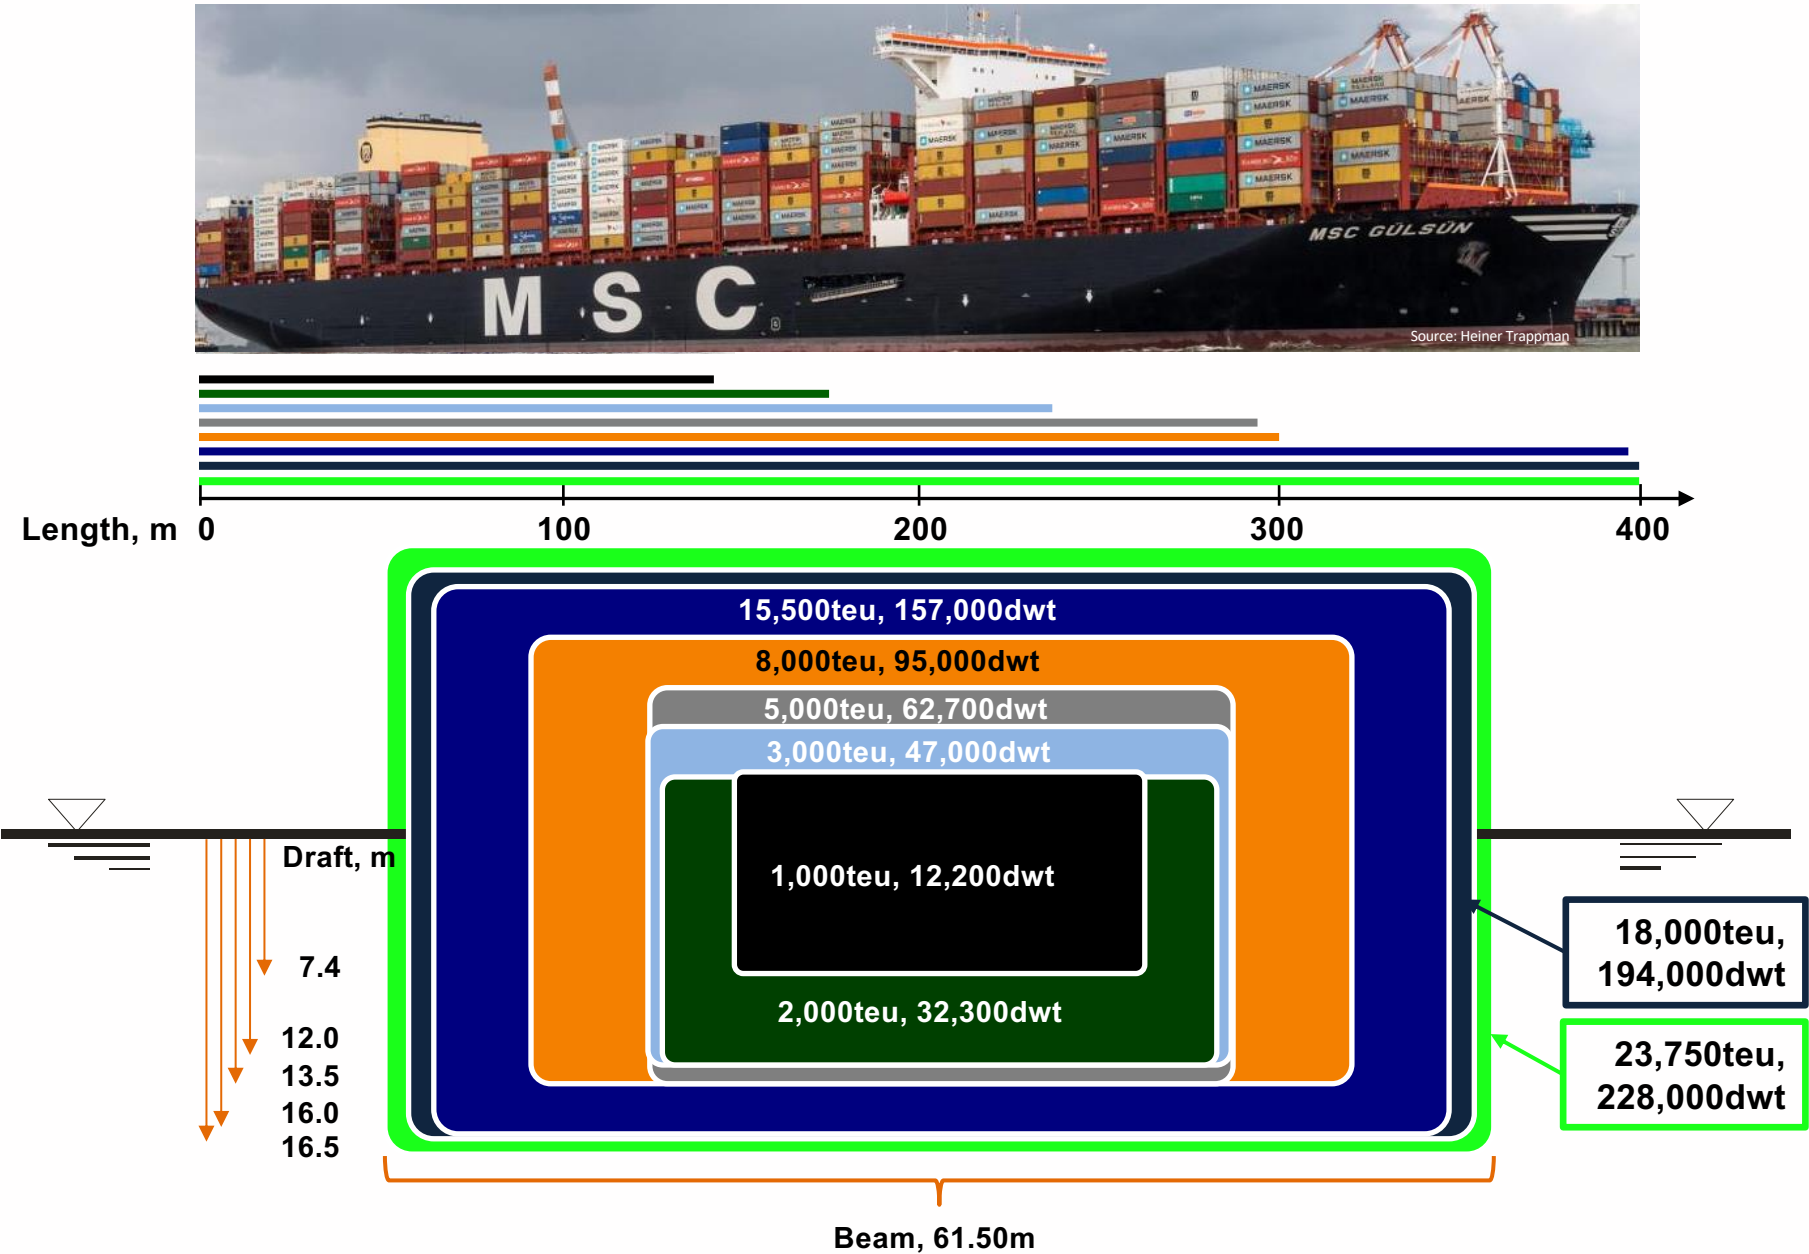 MSC GÜLSÜN
M S C
Source: Heiner Trappman
Length, m 0 100 200 300 400
15,500teu, 157,000dwt
8,000teu, 95,000dwt
5,000teu, 62,700dwt
3,000teu, 47,000dwt
1,000teu, 12,200dwt
2,000teu, 32,300dwt
Draft, m
7.4
12.0
13.5
16.0
16.5
18,000teu,
194,000dwt
23,750teu,
228,000dwt
Beam, 61.50m